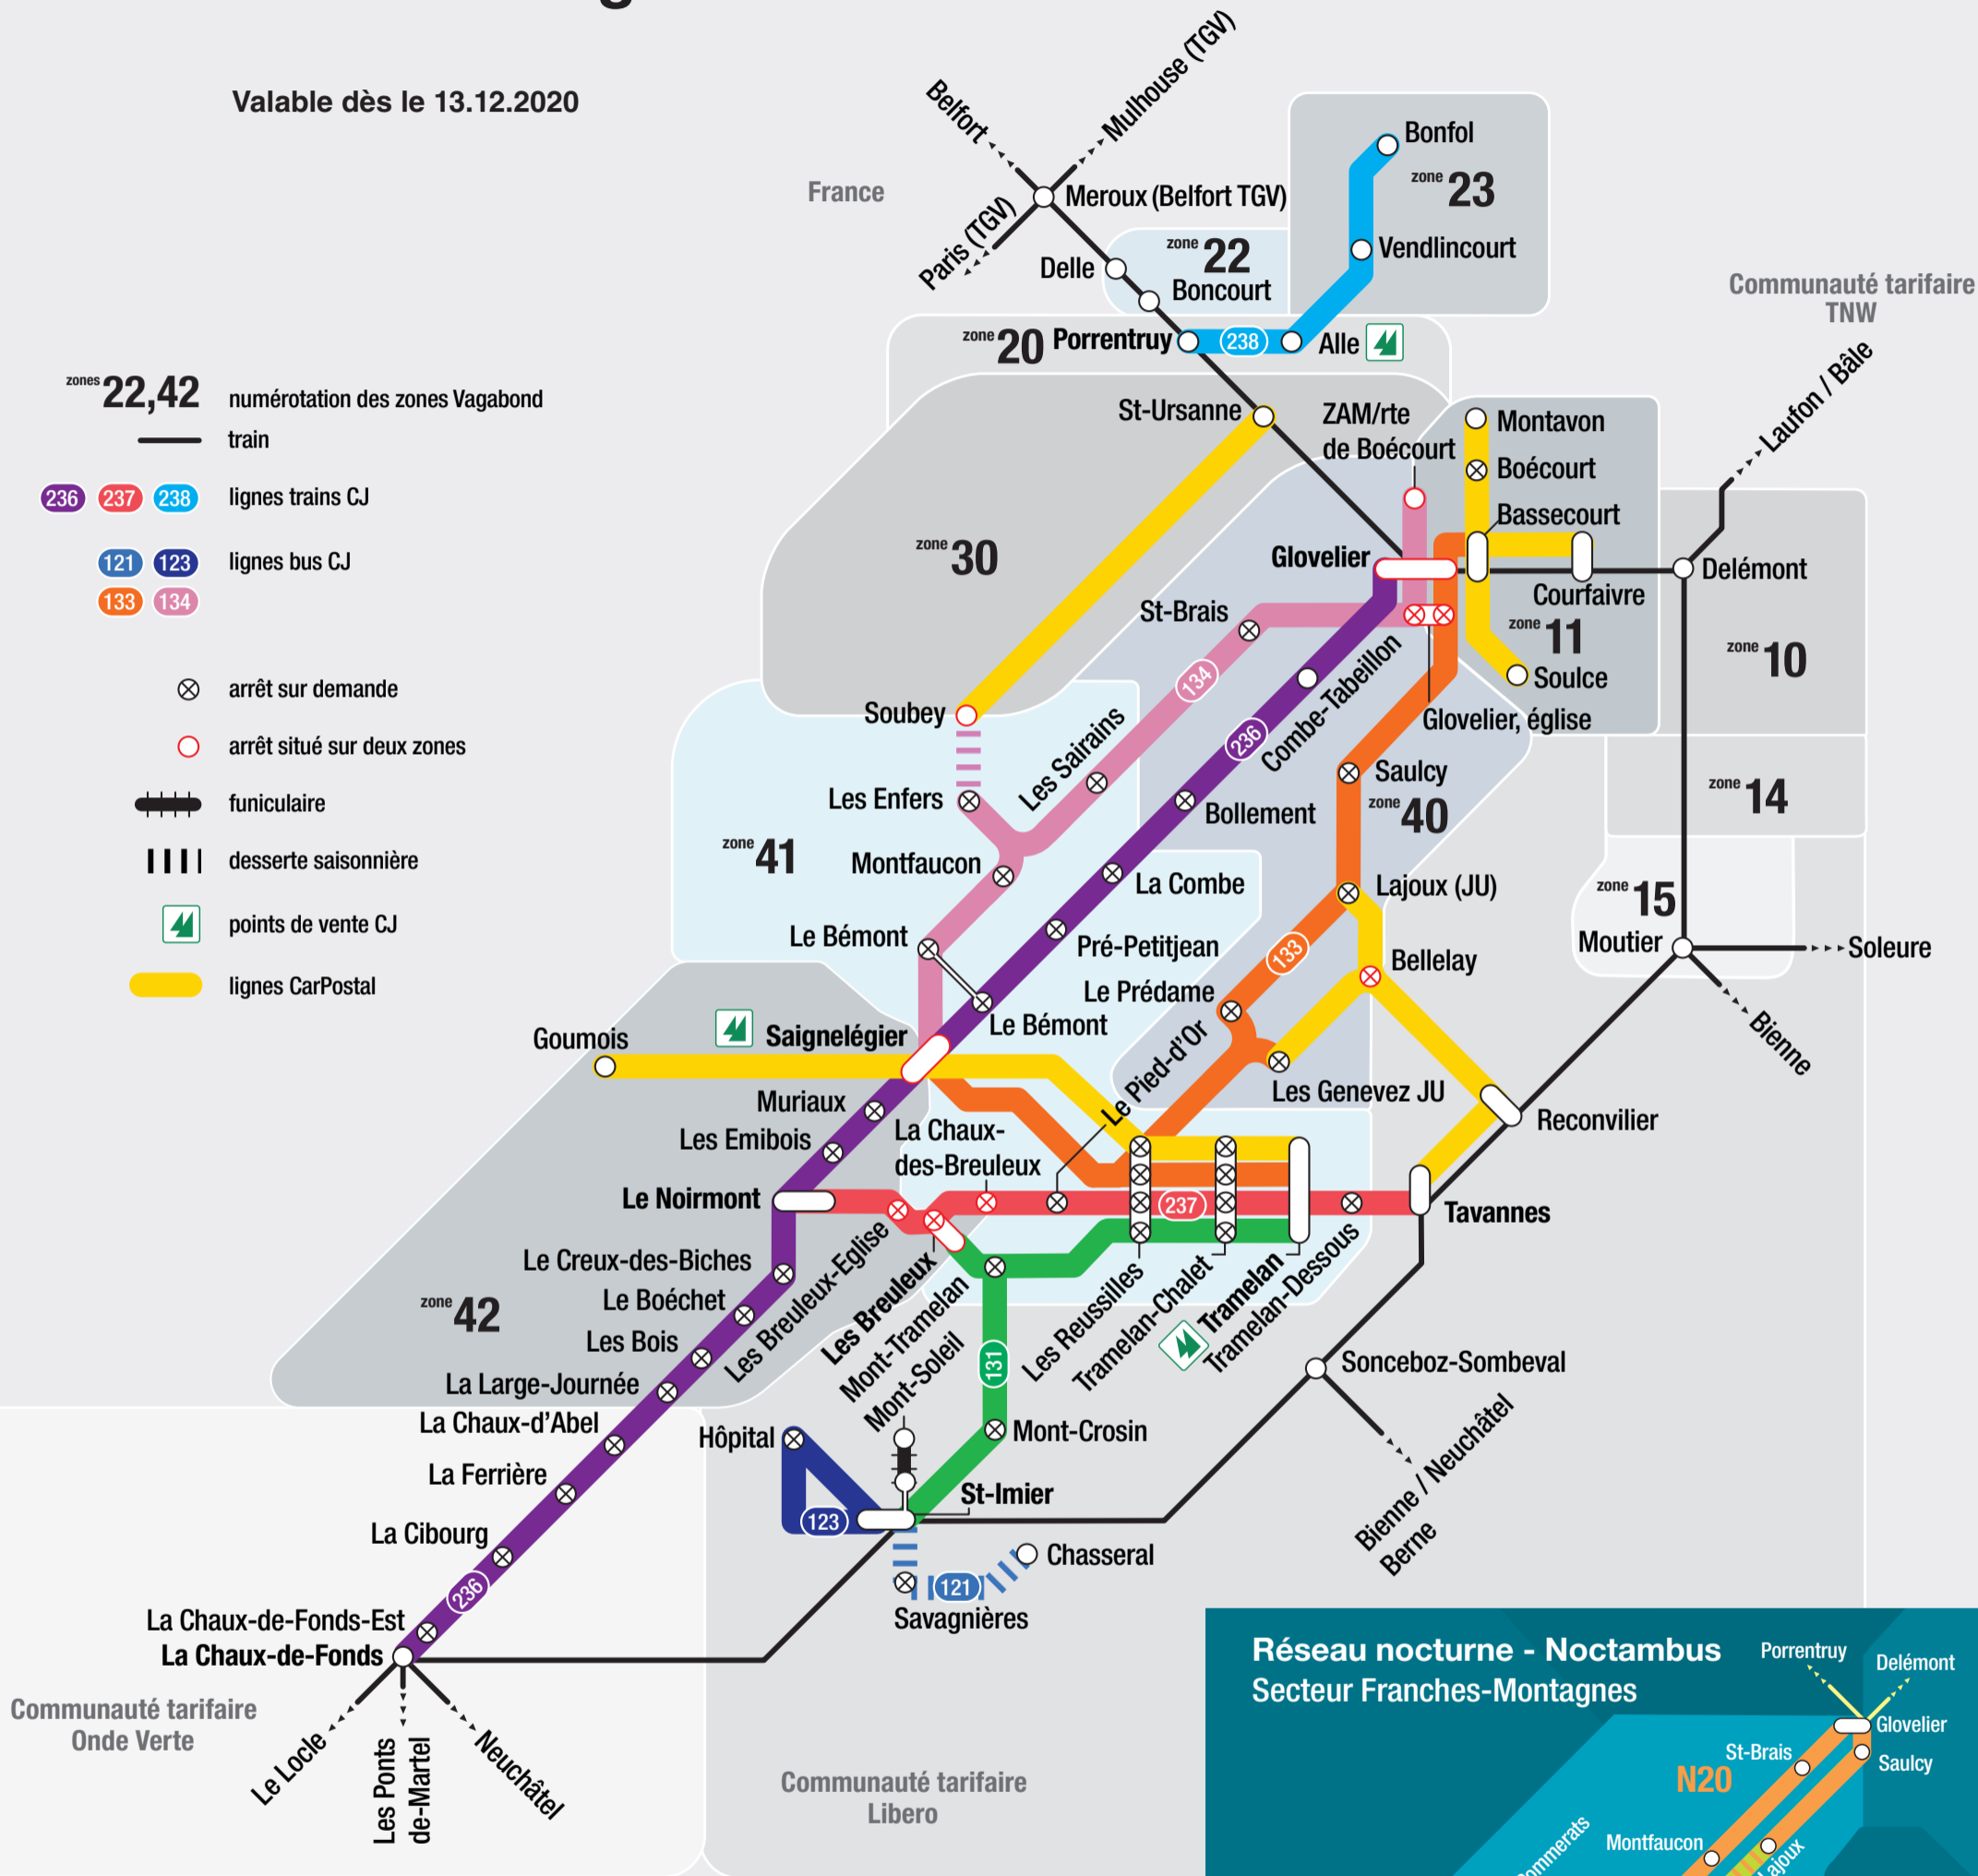 Valable dès le 13.12.2020
Belfort
Mulhouse (TGV)
France
Meroux (Belfort TGV)
Paris (TGV)
Delle
zone 22
Boncourt
Bonfol
zone 23
Vendlincourt
zone 20
Porrentruy
238
Alle
Communauté tarifaire
TNW
Laufon / Bâle
zones 22,42
numérotation des zones Vagabond
train
236 237 238
lignes trains CJ
121 123
lignes bus CJ
133 134
arrêt sur demande
arrêt situé sur deux zones
funiculaire
desserte saisonnière
points de vente CJ
lignes CarPostal
St-Ursanne
ZAM/rte
de Boécourt
Montavon
Boécourt
Bassecourt
zone 30
Glovelier
Delémont
Courfaivre
zone 11
St-Brais
zone 10
Soulce
134
Combe-Tabeillon
Glovelier, église
Soubey
236
Les Sairains
Saulcy
zone 40
zone 14
Les Enfers
Bollement
zone 41
Montfaucon
La Combe
Lajoux (JU)
zone 15
Moutier
Soleure
Bienne
Le Bémont
Pré-Petitjean
133
Bellelay
Le Prédame
Le Bémont
Goumois
Saignelégier
Le Pied-d'Or
Les Genevez JU
Muriaux
Les Emibois
La Chaux-
des-Breuleux
Reconvilier
Le Noirmont
237
Tavannes
Le Creux-des-Biches
Les Breuleux-Eglise
Les Breuleux
Mont-Tramelan
Mont-Soleil
Les Reussilles
Tramelan-Chalet
Tramelan
Tramelan-Dessous
zone 42
Le Boéchet
Les Bois
131
Sonceboz-Sombeval
La Large-Journée
La Chaux-d'Abel
Hôpital
Mont-Crosin
La Ferrière
St-Imier
123
Bienne / Neuchâtel
Berne
La Cibourg
Chasseral
236
121
Savagnières
La Chaux-de-Fonds-Est
La Chaux-de-Fonds
Communauté tarifaire
Onde Verte
Le Locle
Les Ponts
de-Martel
Neuchâtel
Communauté tarifaire
Libero
Réseau nocturne - Noctambus
Secteur Franches-Montagnes
Porrentruy
Delémont
Glovelier
St-Brais
Saulcy
N20
Montfaucon
Lajoux